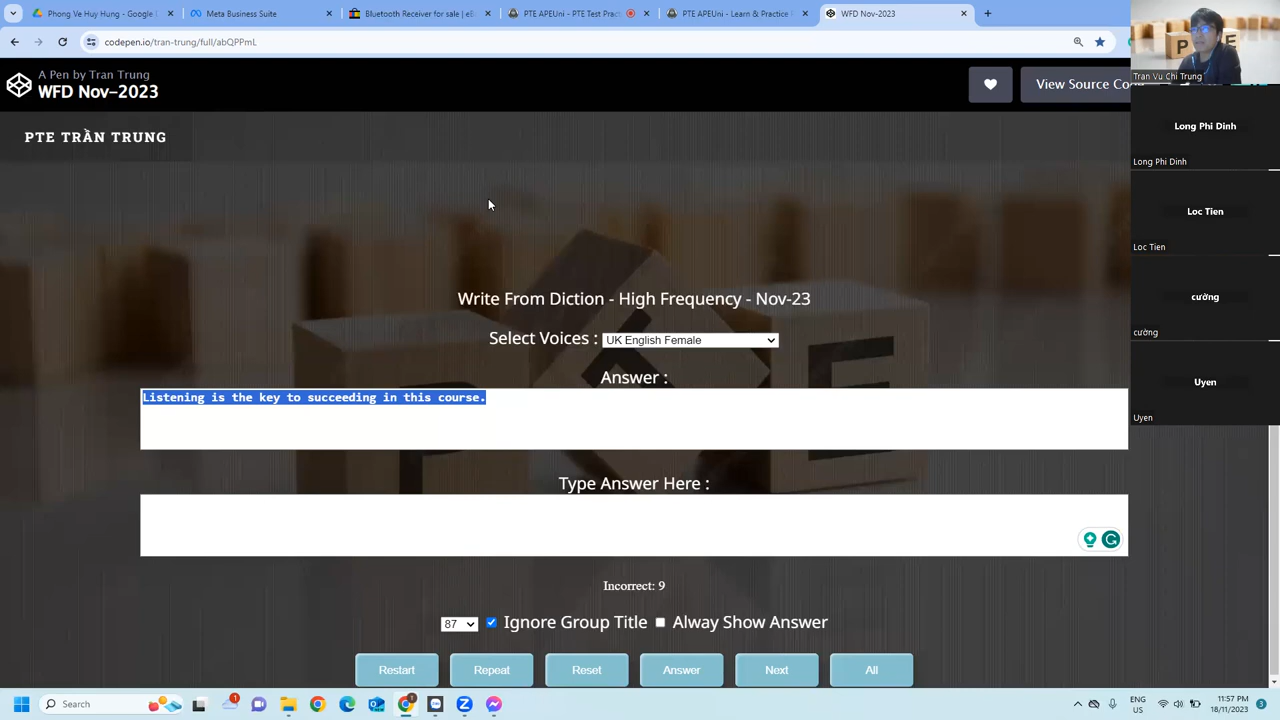 Phong Ve Huy Hung - Google D
Meta Business Suite
Bluetooth Receiver for sale | eB
PTE APEUni - PTE Test Prac
PTE APEUni - Learn & Practice F
WFD Nov-2023
codepen.io/tran-trung/full/abQPPmL
A Pen by Tran Trung
WFD Nov-2023
View Source Co
PTE TRẦN TRUNG
Write From Diction - High Frequency - Nov-23
Select Voices : UK English Female
Answer :
Listening is the key to succeeding in this course.
Type Answer Here :
Incorrect: 9
87 Ignore Group Title Alway Show Answer
Restart Repeat Reset Answer Next All
Tran Vu Chi Trung
Long Phi Dinh
Long Phi Dinh
Loc Tien
Loc Tien
cường
cường
Uyen
Uyen
Search
ENG
US
11:57 PM
18/11/2023